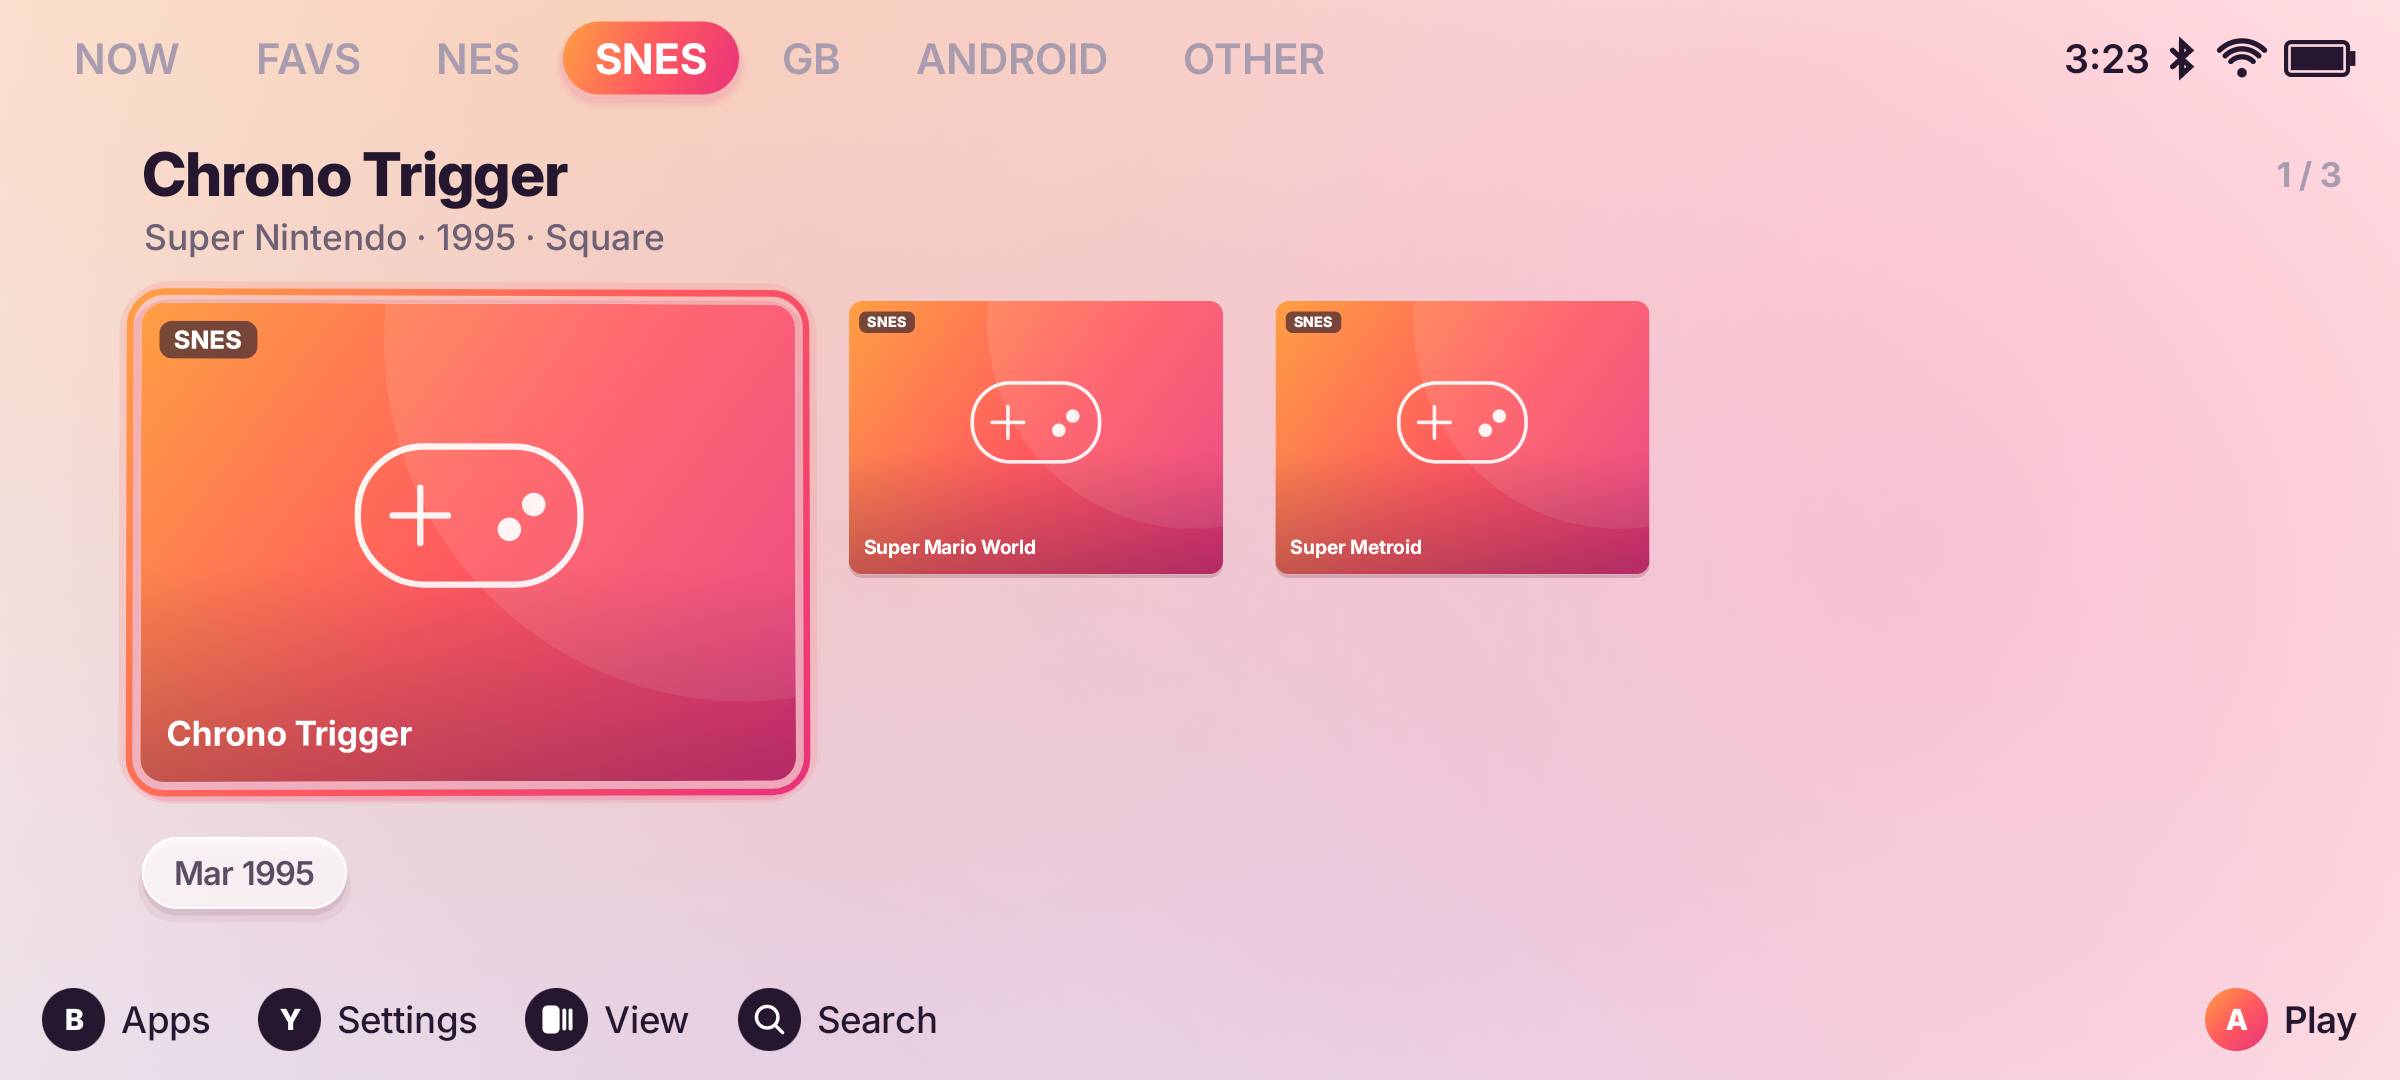 NOW FAVS NES SNES GB ANDROID OTHER 3:23
Chrono Trigger 1 / 3
Super Nintendo · 1995 · Square
SNES
Chrono Trigger
SNES
Super Mario World
SNES
Super Metroid
Mar 1995
B Apps Y Settings View Search A Play